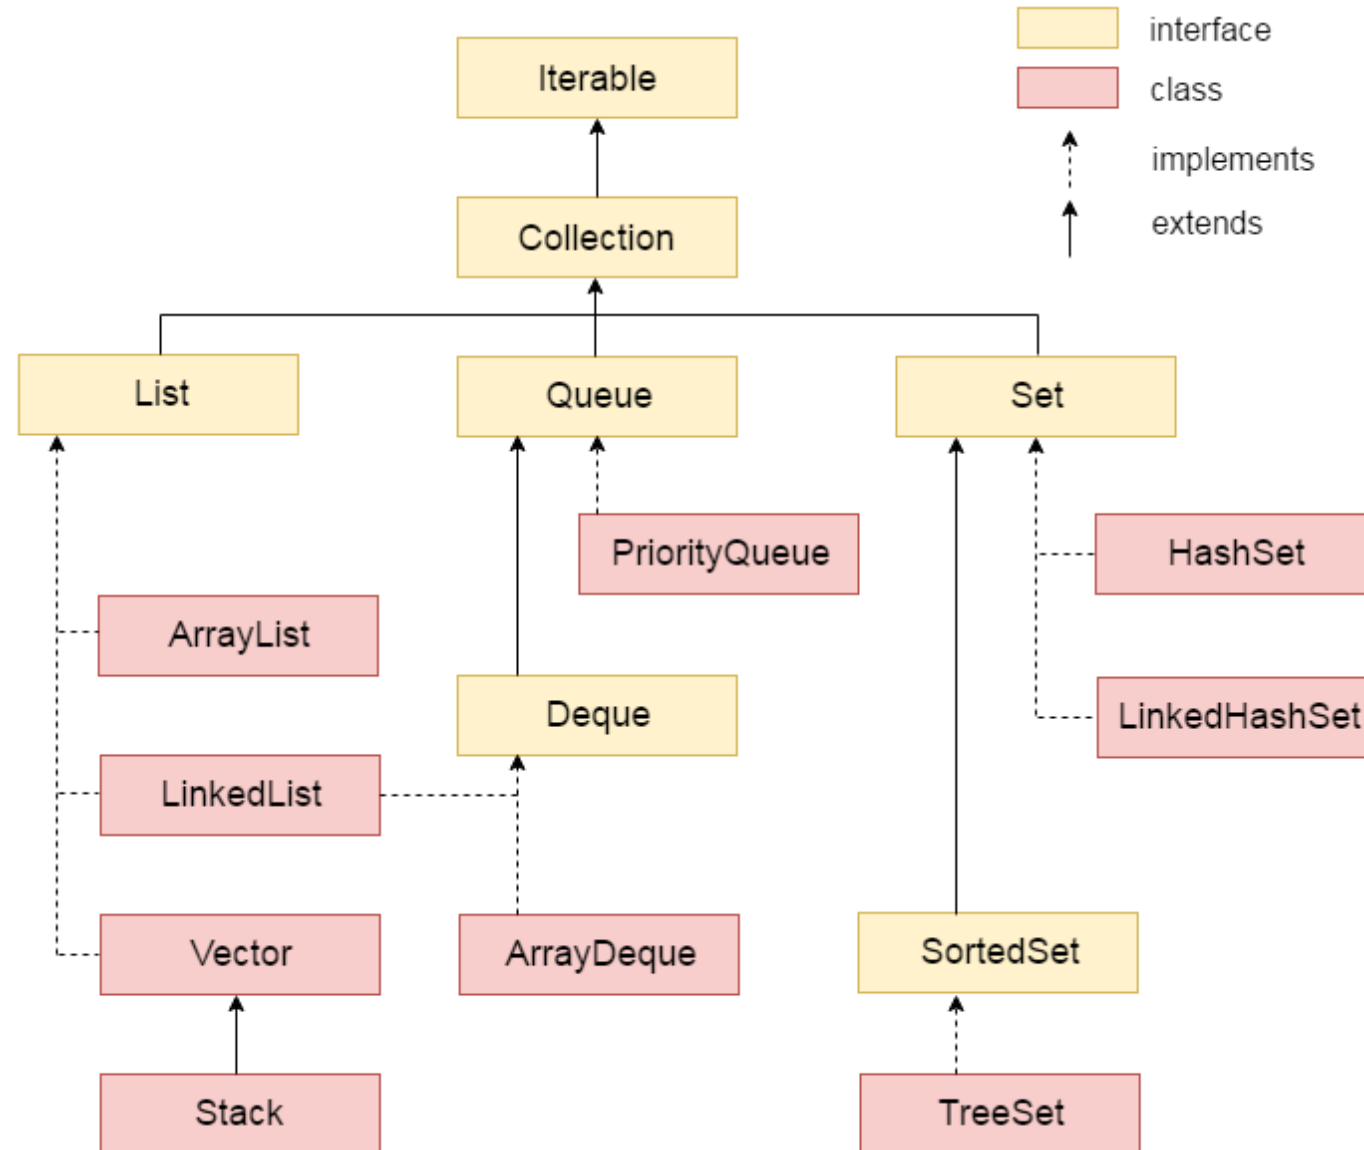 interface
Iterable
class
implements
extends
Collection
List
Queue
Set
PriorityQueue
HashSet
ArrayList
Deque
LinkedHashSet
LinkedList
Vector
ArrayDeque
SortedSet
Stack
TreeSet